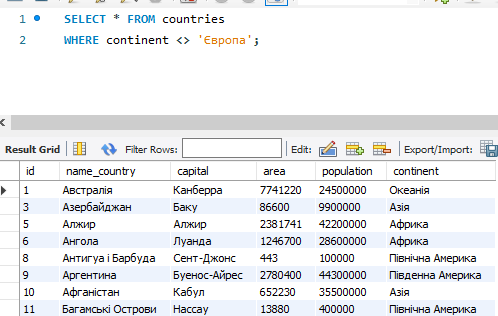 1 SELECT * FROM countries
2 WHERE continent <> 'Європа';
Result Grid Filter Rows: Edit: Export/Import:
id name_country capital area population continent
1 Австралія Канберра 7741220 24500000 Океанія
3 Азербайджан Баку 86600 9900000 Азія
5 Алжир Алжир 2381741 42200000 Африка
6 Ангола Луанда 1246700 28600000 Африка
8 Антигуа і Барбуда Сент-Джонс 443 100000 Північна Америка
9 Аргентина Буенос-Айрес 2780400 44300000 Південна Америка
10 Афганістан Кабул 652230 35500000 Азія
11 Багамські Острови Нассау 13880 400000 Північна Америка